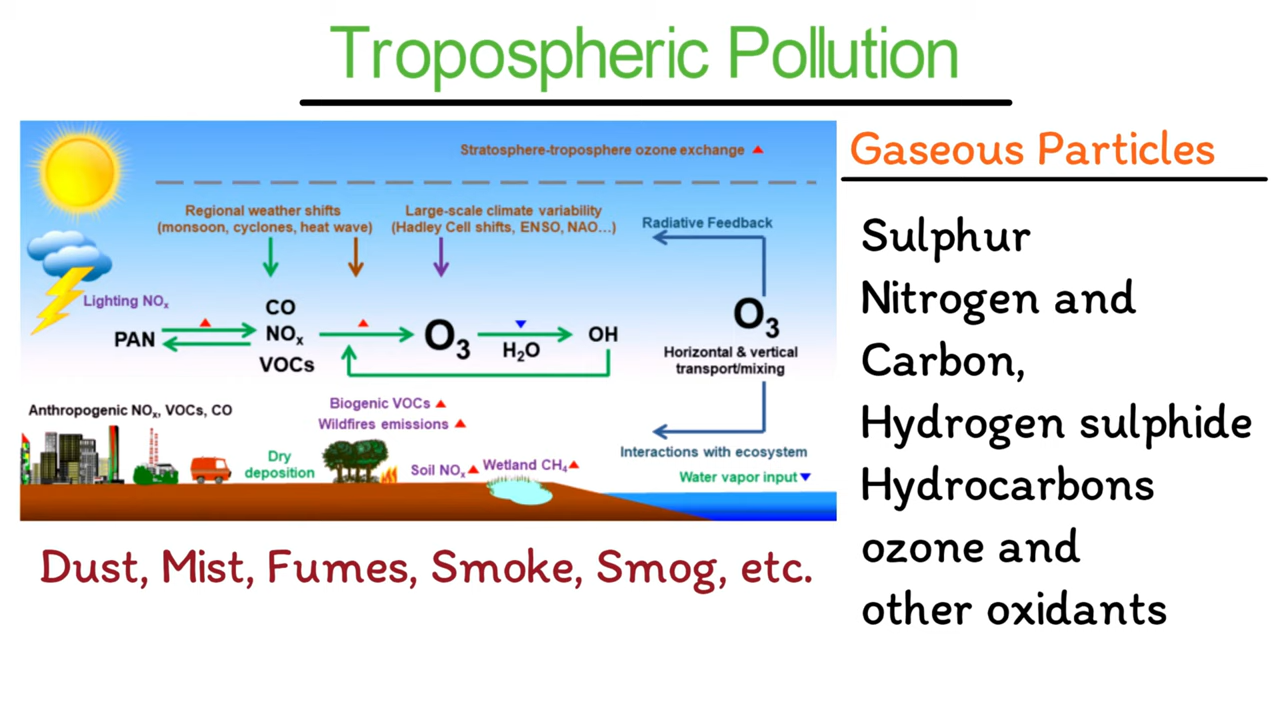 Tropospheric Pollution
Stratosphere-troposphere ozone exchange
Regional weather shifts
(monsoon, cyclones, heat wave)
Large-scale climate variability
(Hadley Cell shifts, ENSO, NAO...)
Radiative Feedback
Lighting NOx
PAN
CO
NOx
VOCs
O3
H2O
OH
O3
Horizontal & vertical
transport/mixing
Anthropogenic NOx, VOCs, CO
Biogenic VOCs
Wildfires emissions
Dry
deposition
Soil NOx
Wetland CH4
Interactions with ecosystem
Water vapor input
Dust, Mist, Fumes, Smoke, Smog, etc.
Gaseous Particles
Sulphur
Nitrogen and
Carbon,
Hydrogen sulphide
Hydrocarbons
ozone and
other oxidants